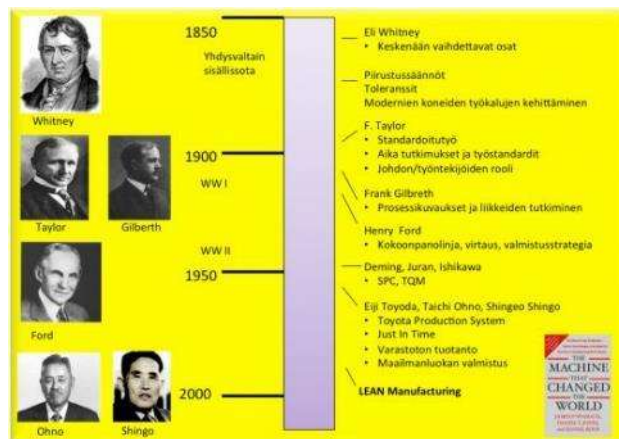 1850
Yhdysvaltain
sisällissota
Whitney
1900
WW I
Taylor
Gilberth
WW II
1950
Ford
2000
Ohno
Shingo
Eli Whitney
‣ Keskenään vaihdettavat osat
Piirustussäännöt
Toleranssit
Modernien koneiden työkalujen kehittäminen
F. Taylor
‣ Standardoitutyö
‣ Aika tutkimukset ja työstandardit
‣ Johdon/työntekijöiden rooli
Frank Gilbreth
‣ Prosessikuvaukset ja liikkeiden tutkiminen
Henry Ford
‣ Kokoonpanolinja, virtaus, valmistusstrategia
Deming, Juran, Ishikawa
‣ SPC, TQM
Eiji Toyoda, Taichi Ohno, Shingeo Shingo
‣ Toyota Production System
‣ Just In Time
‣ Varastoton tuotanto
‣ Maailmanluokan valmistus
LEAN Manufacturing
THE
MACHINE
THAT
CHANGED
THE
WORLD